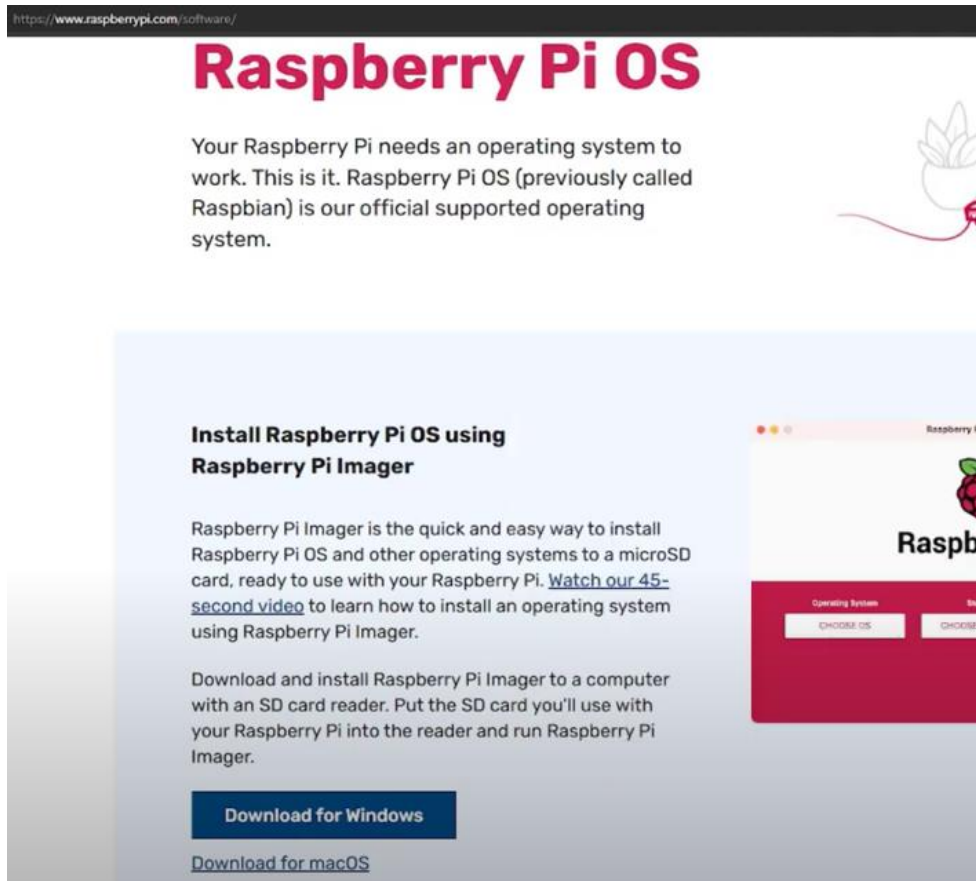 https://www.raspberrypi.com/software/
Raspberry Pi OS
Your Raspberry Pi needs an operating system to
work. This is it. Raspberry Pi OS (previously called
Raspbian) is our official supported operating
system.
Install Raspberry Pi OS using
Raspberry Pi Imager
Raspberry Pi Imager is the quick and easy way to install
Raspberry Pi OS and other operating systems to a microSD
card, ready to use with your Raspberry Pi. Watch our 45-
second video to learn how to install an operating system
using Raspberry Pi Imager.
Download and install Raspberry Pi Imager to a computer
with an SD card reader. Put the SD card you'll use with
your Raspberry Pi into the reader and run Raspberry Pi
Imager.
Download for Windows
Download for macOS
Raspberry
Raspb
Operating System
CHOOSE OS
CHOOSE